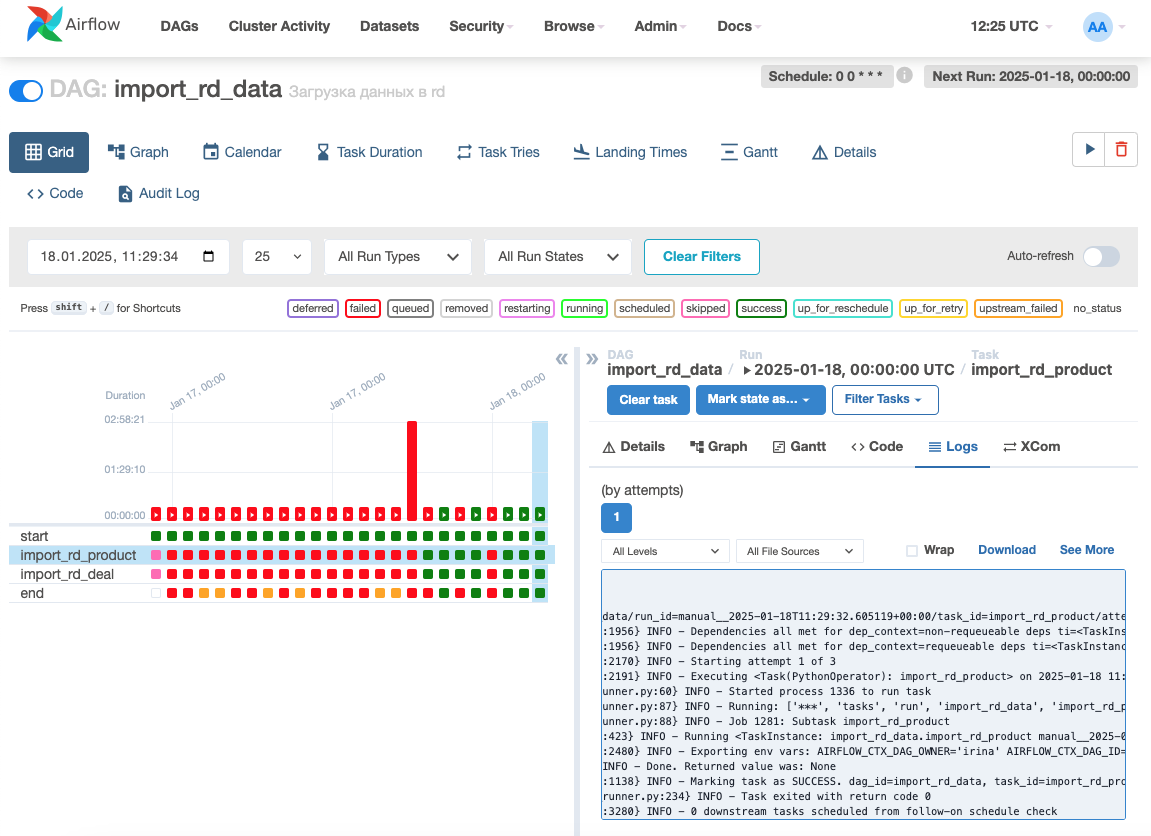 Airflow DAGs Cluster Activity Datasets Security Browse Admin Docs 12:25 UTC AA
DAG: import_rd_data Загрузка данных в rd
Schedule: 0 0 * * * i Next Run: 2025-01-18, 00:00:00
Grid Graph Calendar Task Duration Task Tries Landing Times Gantt Details
Code Audit Log
18.01.2025, 11:29:34 25 All Run Types All Run States Clear Filters Auto-refresh
Press shift + / for Shortcuts deferred failed queued removed restarting running scheduled skipped success up_for_reschedule up_for_retry upstream_failed no_status
Duration
Jan 17, 00:00 Jan 17, 00:00 Jan 18, 00:00
02:58:21
01:29:10
00:00:00
start
import_rd_product
import_rd_deal
end
DAG Run Task
import_rd_data / 2025-01-18, 00:00:00 UTC / import_rd_product
Clear task Mark state as... Filter Tasks
Details Graph Gantt Code Logs XCom
(by attempts)
1
All Levels All File Sources Wrap Download See More
data/run_id=manual__2025-01-18T11:29:32.605119+00:00/task_id=import_rd_product/atte
:1956} INFO - Dependencies all met for dep_context=non-requeueable deps ti=<TaskIns
:1956} INFO - Dependencies all met for dep_context=requeueable deps ti=<TaskInstanc
:2170} INFO - Starting attempt 1 of 3
:2191} INFO - Executing <Task(PythonOperator): import_rd_product> on 2025-01-18 11:
unner.py:60} INFO - Started process 1336 to run task
unner.py:87} INFO - Running: ['***', 'tasks', 'run', 'import_rd_data', 'import_rd_p
unner.py:88} INFO - Job 1281: Subtask import_rd_product
:423} INFO - Running <TaskInstance: import_rd_data.import_rd_product manual__2025-0
:2480} INFO - Exporting env vars: AIRFLOW_CTX_DAG_OWNER='irina' AIRFLOW_CTX_DAG_ID=
INFO - Done. Returned value was: None
:1138} INFO - Marking task as SUCCESS. dag_id=import_rd_data, task_id=import_rd_pro
runner.py:234} INFO - Task exited with return code 0
:3280} INFO - 0 downstream tasks scheduled from follow-on schedule check